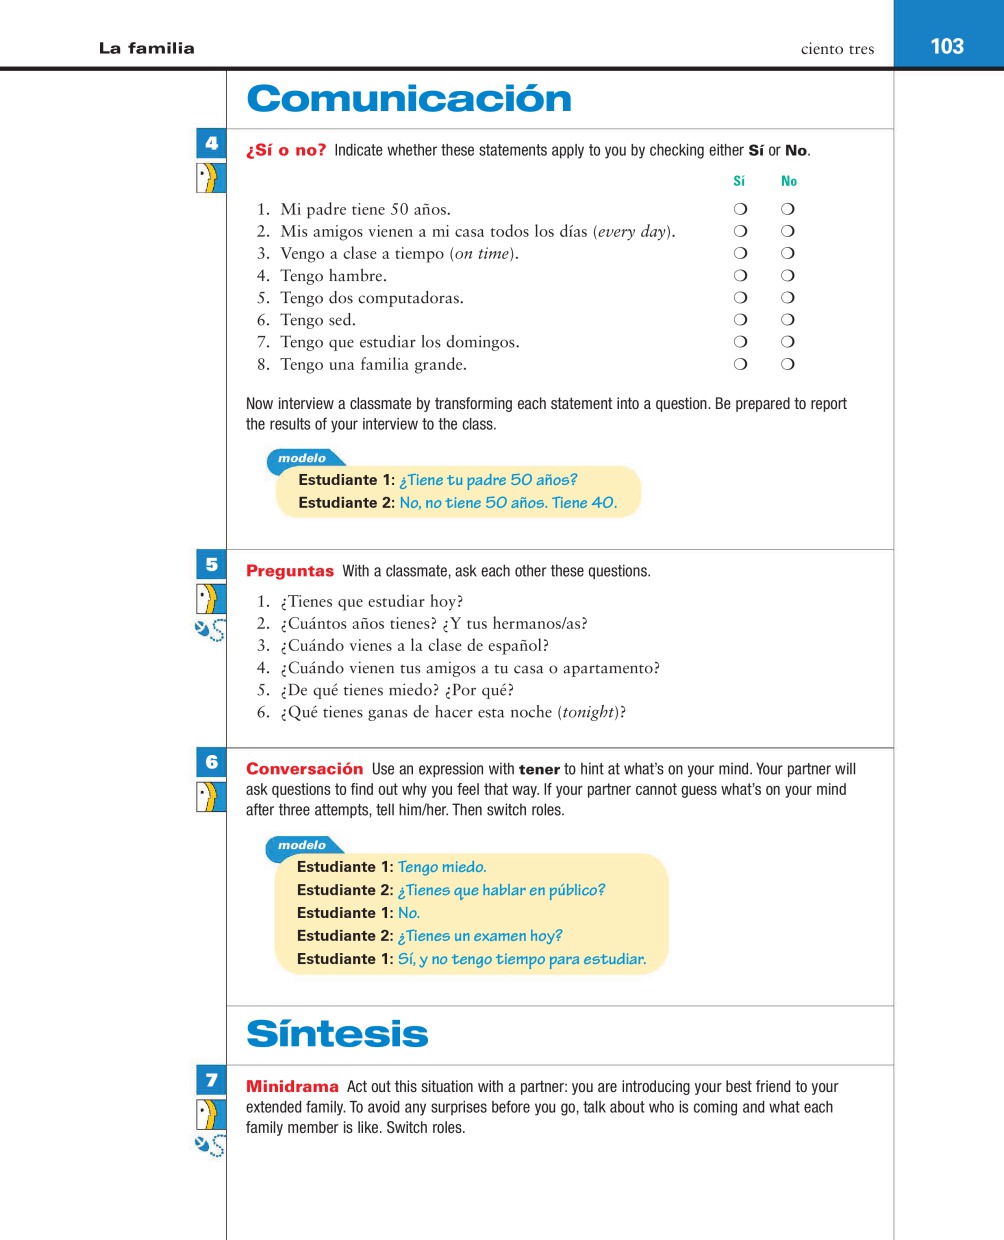 La familia
ciento tres
103
Comunicación
4
¿Sí o no? Indicate whether these statements apply to you by checking either Sí or No.
Sí No
1. Mi padre tiene 50 años.
2. Mis amigos vienen a mi casa todos los días (every day).
3. Vengo a clase a tiempo (on time).
4. Tengo hambre.
5. Tengo dos computadoras.
6. Tengo sed.
7. Tengo que estudiar los domingos.
8. Tengo una familia grande.
Now interview a classmate by transforming each statement into a question. Be prepared to report
the results of your interview to the class.
modelo
Estudiante 1: ¿Tiene tu padre 50 años?
Estudiante 2: No, no tiene 50 años. Tiene 40.
5
Preguntas With a classmate, ask each other these questions.
1. ¿Tienes que estudiar hoy?
2. ¿Cuántos años tienes? ¿Y tus hermanos/as?
3. ¿Cuándo vienes a la clase de español?
4. ¿Cuándo vienen tus amigos a tu casa o apartamento?
5. ¿De qué tienes miedo? ¿Por qué?
6. ¿Qué tienes ganas de hacer esta noche (tonight)?
6
Conversación Use an expression with tener to hint at what's on your mind. Your partner will
ask questions to find out why you feel that way. If your partner cannot guess what's on your mind
after three attempts, tell him/her. Then switch roles.
modelo
Estudiante 1: Tengo miedo.
Estudiante 2: ¿Tienes que hablar en público?
Estudiante 1: No.
Estudiante 2: ¿Tienes un examen hoy?
Estudiante 1: Sí, y no tengo tiempo para estudiar.
Síntesis
7
Minidrama Act out this situation with a partner: you are introducing your best friend to your
extended family. To avoid any surprises before you go, talk about who is coming and what each
family member is like. Switch roles.